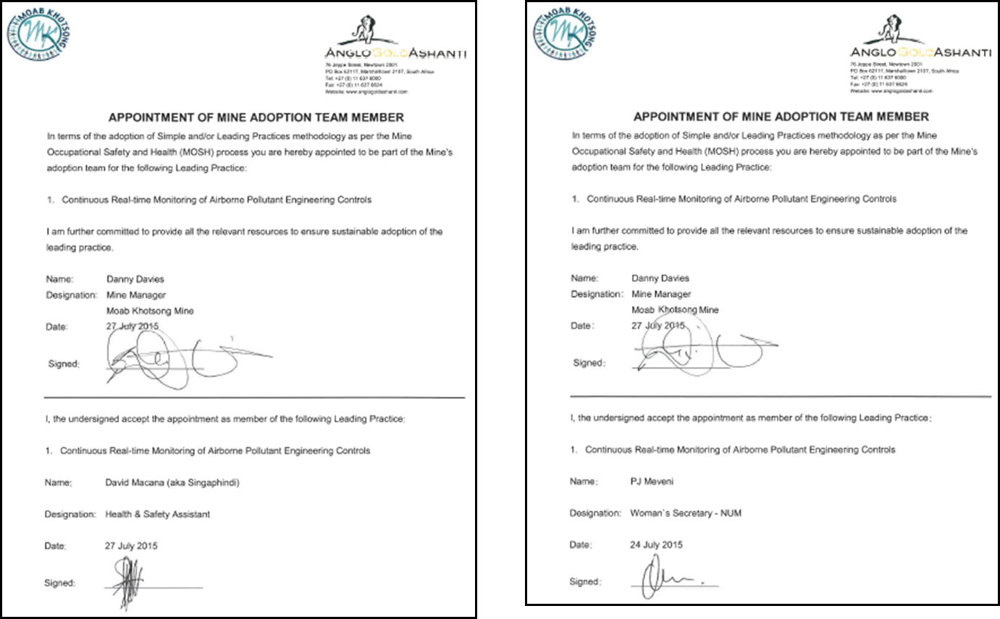 MOAB KHOTSONG
MK
ANGLOGOLDASHANTI
76 Jeppe Street, Newtown 2001
PO Box 62117, Marshalltown 2107, South Africa
Tel: +27 (0) 11 637 6000
Fax: +27 (0) 11 637 6624
Website: www.anglogoldashanti.com
APPOINTMENT OF MINE ADOPTION TEAM MEMBER
In terms of the adoption of Simple and/or Leading Practices methodology as per the Mine
Occupational Safety and Health (MOSH) process you are hereby appointed to be part of the Mine's
adoption team for the following Leading Practice:
1. Continuous Real-time Monitoring of Airborne Pollutant Engineering Controls
I am further committed to provide all the relevant resources to ensure sustainable adoption of the
leading practice.
Name: Danny Davies
Designation: Mine Manager
Moab Khotsong Mine
Date: 27 July 2015
Signed:
I, the undersigned accept the appointment as member of the following Leading Practice:
1. Continuous Real-time Monitoring of Airborne Pollutant Engineering Controls
Name: David Macana (aka Singaphindi)
Designation: Health & Safety Assistant
Date: 27 July 2015
Signed:
MOAB KHOTSONG
MK
ANGLOGOLDASHANTI
76 Jeppe Street, Newtown 2001
PO Box 62117, Marshalltown 2107, South Africa
Tel: +27 (0) 11 637 6000
Fax: +27 (0) 11 637 6624
Website: www.anglogoldashanti.com
APPOINTMENT OF MINE ADOPTION TEAM MEMBER
In terms of the adoption of Simple and/or Leading Practices methodology as per the Mine
Occupational Safety and Health (MOSH) process you are hereby appointed to be part of the Mine's
adoption team for the following Leading Practice:
1. Continuous Real-time Monitoring of Airborne Pollutant Engineering Controls
I am further committed to provide all the relevant resources to ensure sustainable adoption of the
leading practice.
Name: Danny Davies
Designation: Mine Manager
Moab Khotsong Mine
Date: 27 July 2015
Signed:
I, the undersigned accept the appointment as member of the following Leading Practice:
1. Continuous Real-time Monitoring of Airborne Pollutant Engineering Controls
Name: PJ Meveni
Designation: Woman`s Secretary - NUM
Date: 24 July 2015
Signed: